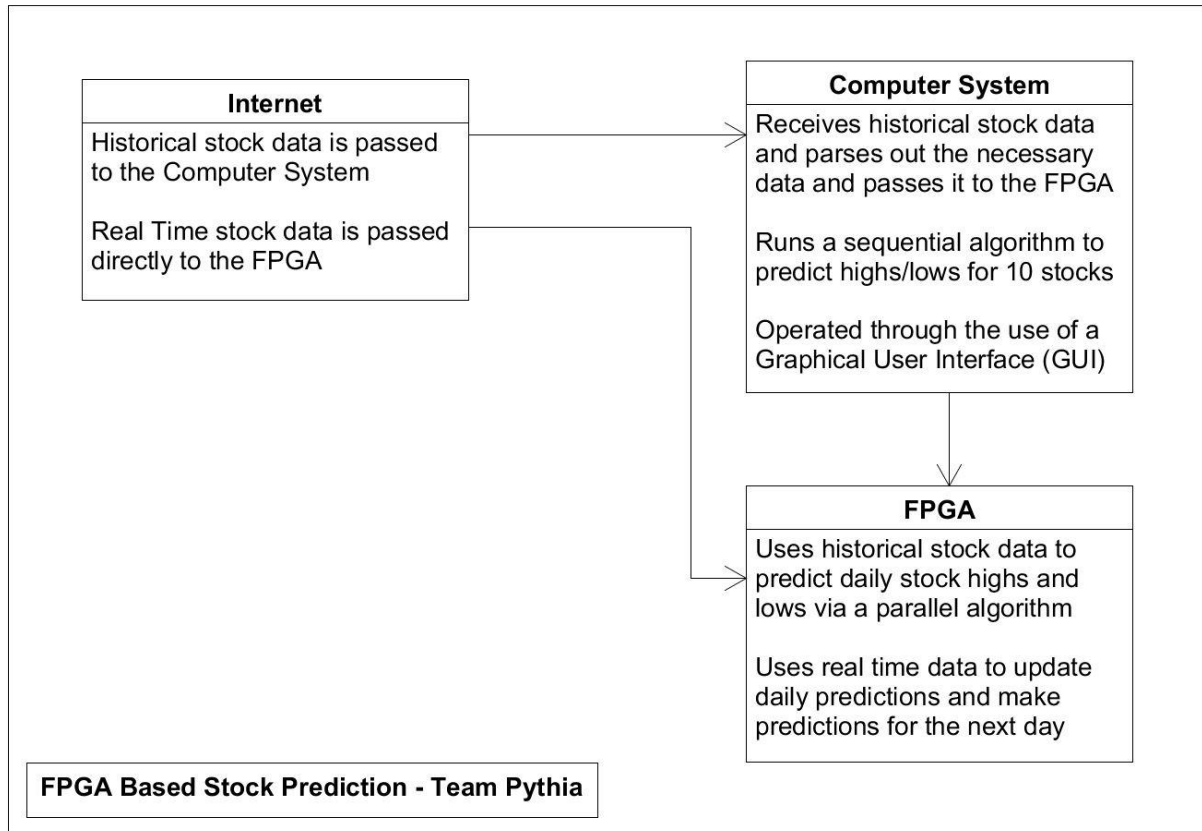 Internet
Historical stock data is passed
to the Computer System
Real Time stock data is passed
directly to the FPGA
Computer System
Receives historical stock data
and parses out the necessary
data and passes it to the FPGA
Runs a sequential algorithm to
predict highs/lows for 10 stocks
Operated through the use of a
Graphical User Interface (GUI)
FPGA
Uses historical stock data to
predict daily stock highs and
lows via a parallel algorithm
Uses real time data to update
daily predictions and make
predictions for the next day
FPGA Based Stock Prediction - Team Pythia